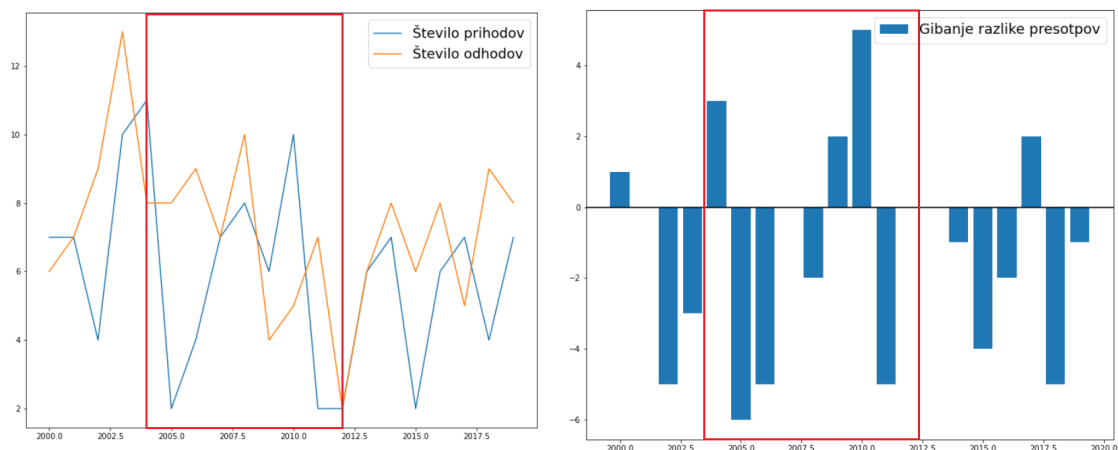 Število prihodov
Število odhodov
12
10
8
6
4
2
2000.0 2002.5 2005.0 2007.5 2010.0 2012.5 2015.0 2017.5
Gibanje razlike presotpov
4
2
0
−2
−4
−6
2000.0 2002.5 2005.0 2007.5 2010.0 2012.5 2015.0 2017.5 2020.0